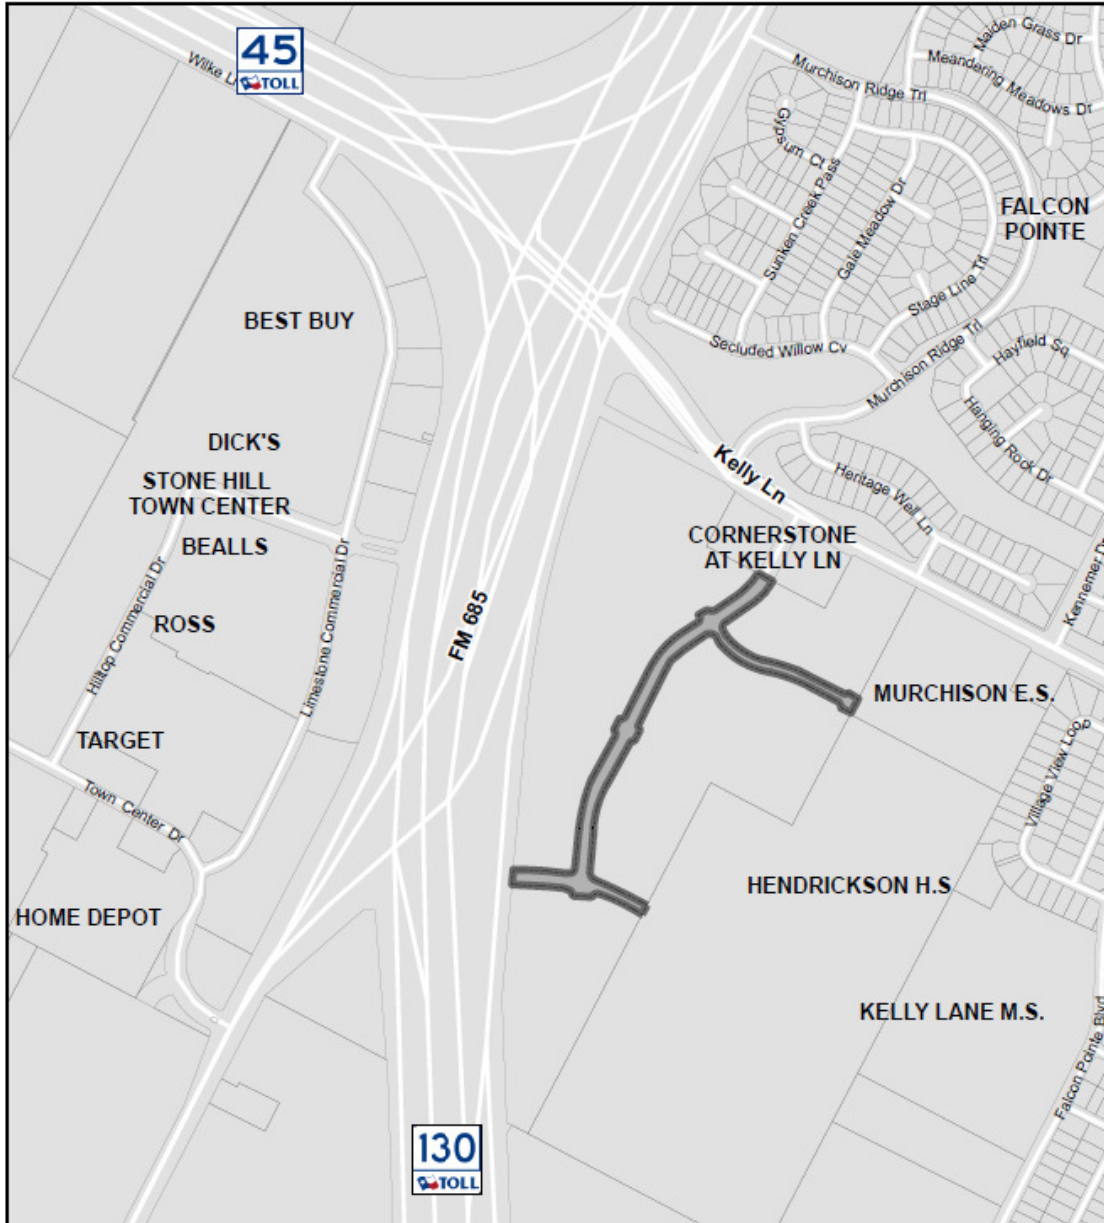 Maiden Grass Dr
45
TOLL
Wilke L
Murchison Ridge Trl
Meandering Meadows Dr
Gypsum Ct
Sunken Creek Pass
Gale Meadow Dr
FALCON
POINTE
Stage Line Trl
BEST BUY
Secluded Willow Cv
Murchison Ridge Trl
Hayfield Sq
Hanging Rock Dr
DICK'S
STONE HILL
TOWN CENTER
BEALLS
Kelly Ln
Heritage Well Ln
CORNERSTONE
AT KELLY LN
Kennemer Dr
Hilltop Commercial Dr
ROSS
Limestone Commercial Dr
FM 685
MURCHISON E.S.
TARGET
Village View Loop
Town Center Dr
HENDRICKSON H.S
HOME DEPOT
KELLY LANE M.S.
Falcon Pointe Blvd
130
TOLL